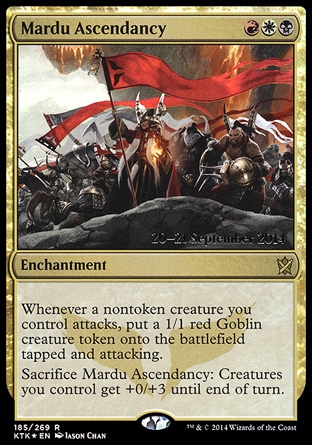 Mardu Ascendancy
20–21 September 2014
Enchantment
Whenever a nontoken creature you
control attacks, put a 1/1 red Goblin
creature token onto the battlefield
tapped and attacking.
Sacrifice Mardu Ascendancy: Creatures
you control get +0/+3 until end of turn.
185/269 R
KTK ★ EN Jason Chan
™ & © 2014 Wizards of the Coast